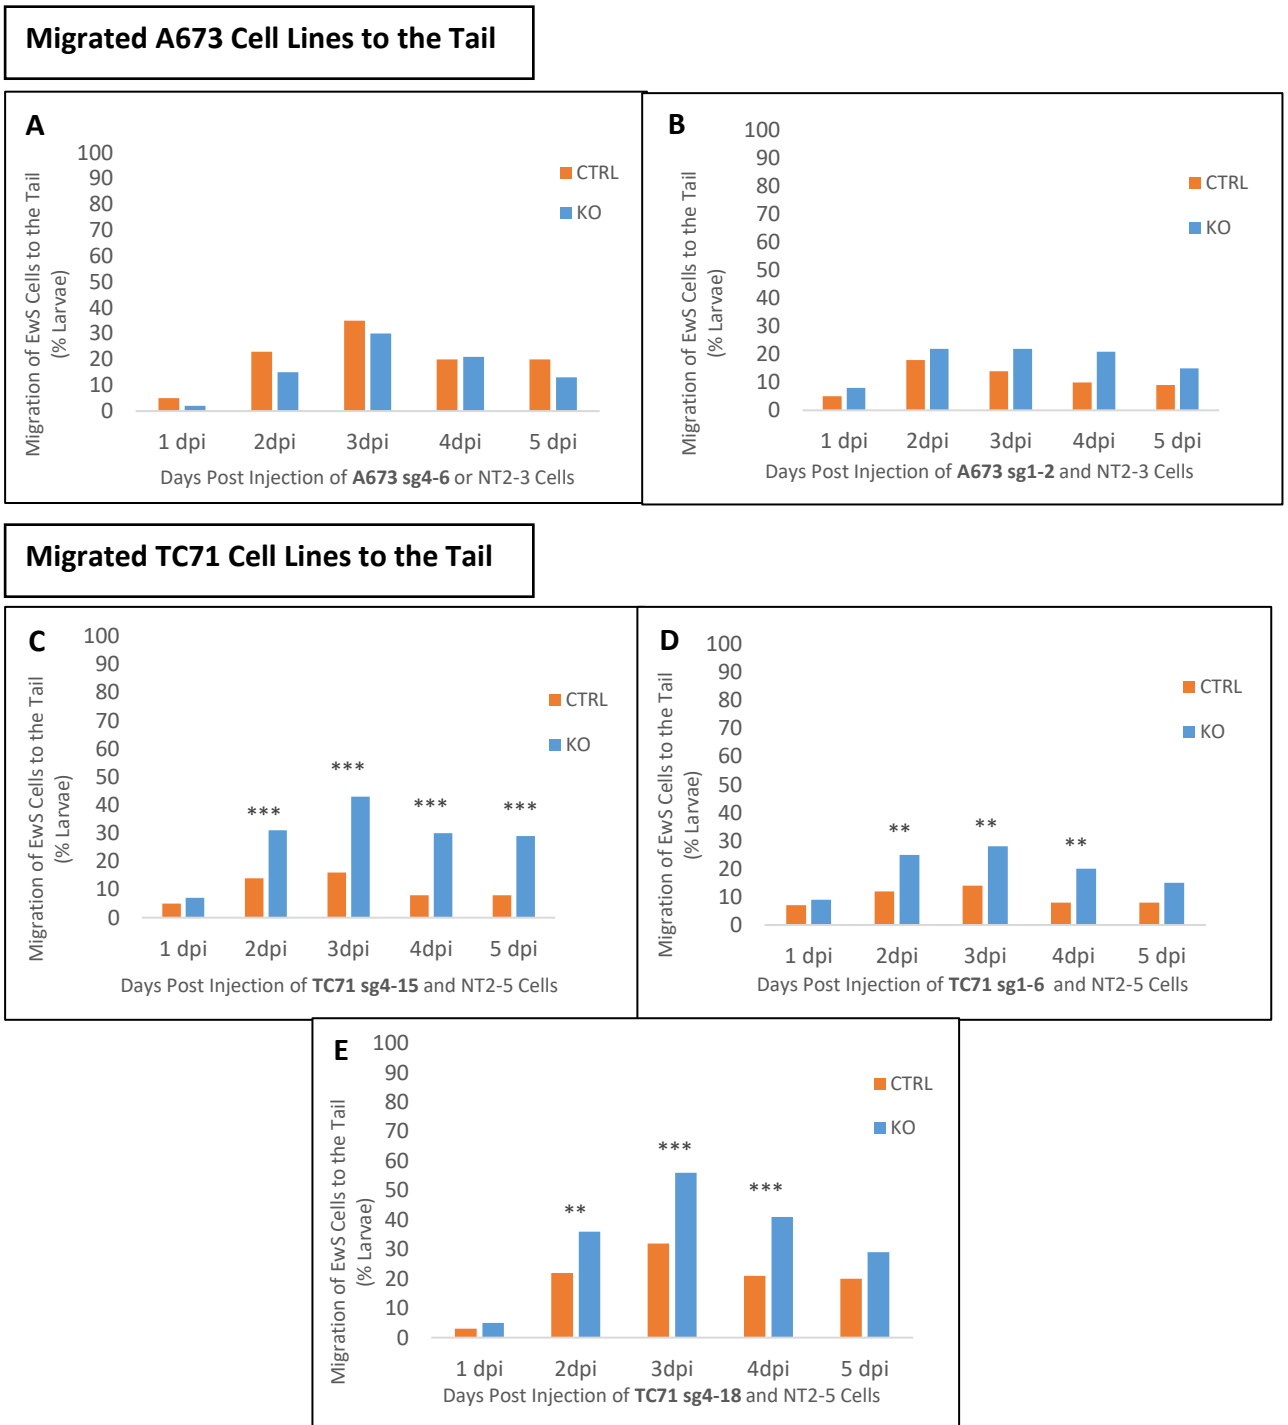 Migrated A673 Cell Lines to the Tail
A
Migration of EwS Cells to the Tail
(% Larvae)
100
90
80
70
60
50
40
30
20
10
0
CTRL
KO
1 dpi 2dpi 3dpi 4dpi 5 dpi
Days Post Injection of A673 sg4-6 or NT2-3 Cells
B
Migration of EwS Cells to the Tail
(% Larvae)
100
90
80
70
60
50
40
30
20
10
0
CTRL
KO
1 dpi 2dpi 3dpi 4dpi 5 dpi
Days Post Injection of A673 sg1-2 and NT2-3 Cells
Migrated TC71 Cell Lines to the Tail
C
Migration of EwS Cells to the Tail
(% Larvae)
100
90
80
70
60
50
40
30
20
10
0
CTRL
KO
*** *** *** ***
1 dpi 2dpi 3dpi 4dpi 5 dpi
Days Post Injection of TC71 sg4-15 and NT2-5 Cells
D
Migration of EwS Cells to the Tail
(% Larvae)
100
90
80
70
60
50
40
30
20
10
0
CTRL
KO
** ** **
1 dpi 2dpi 3dpi 4dpi 5 dpi
Days Post Injection of TC71 sg1-6 and NT2-5 Cells
E
Migration of EwS Cells to the Tail
(% Larvae)
100
90
80
70
60
50
40
30
20
10
0
CTRL
KO
** *** ***
1 dpi 2dpi 3dpi 4dpi 5 dpi
Days Post Injection of TC71 sg4-18 and NT2-5 Cells